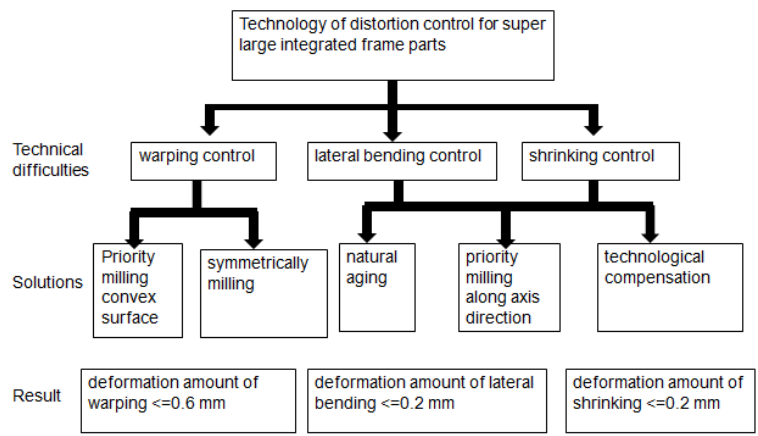 Technology of distortion control for super
large integrated frame parts
Technical
difficulties
warping control
lateral bending control
shrinking control
Solutions
Priority
milling
convex
surface
symmetrically
milling
natural
aging
priority
milling
along axis
direction
technological
compensation
Result
deformation amount of
warping <=0.6 mm
deformation amount of lateral
bending <=0.2 mm
deformation amount of
shrinking <=0.2 mm